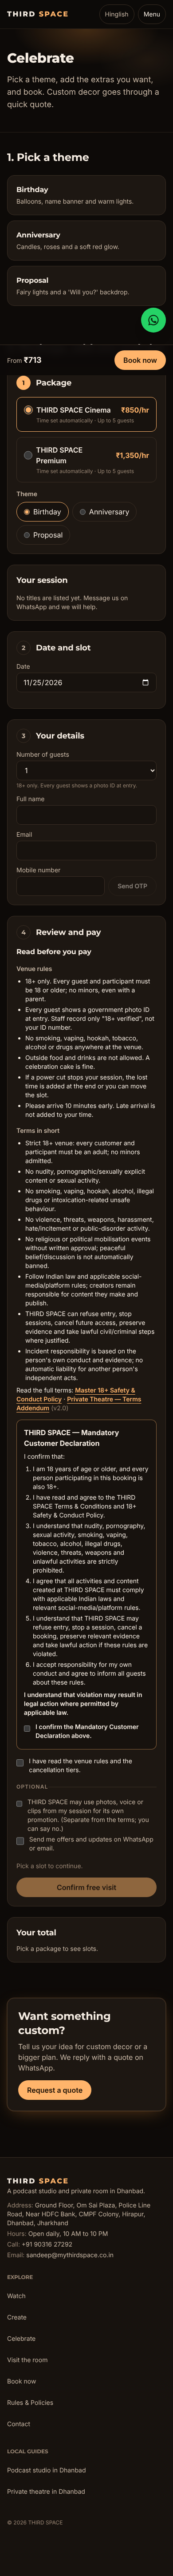 THIRD SPACE
Hinglish
Menu
Celebrate
Pick a theme, add the extras you want,
and book. Custom decor goes through a
quick quote.
1. Pick a theme
Birthday
Balloons, name banner and warm lights.
Anniversary
Candles, roses and a soft red glow.
Proposal
Fairy lights and a 'Will you?' backdrop.
From ₹713
Book now
1 Package
THIRD SPACE Cinema ₹850/hr
Time set automatically · Up to 5 guests
THIRD SPACE
Premium ₹1,350/hr
Time set automatically · Up to 5 guests
Theme
Birthday
Anniversary
Proposal
Your session
No titles are listed yet. Message us on
WhatsApp and we will help.
2 Date and slot
Date
11/25/2026
3 Your details
Number of guests
1
18+ only. Every guest shows a photo ID at entry.
Full name
Email
Mobile number
Send OTP
4 Review and pay
Read before you pay
Venue rules
• 18+ only. Every guest and participant must
be 18 or older; no minors, even with a
parent.
• Every guest shows a government photo ID
at entry. Staff record only "18+ verified", not
your ID number.
• No smoking, vaping, hookah, tobacco,
alcohol or drugs anywhere at the venue.
• Outside food and drinks are not allowed. A
celebration cake is fine.
• If a power cut stops your session, the lost
time is added at the end or you can move
the slot.
• Please arrive 10 minutes early. Late arrival is
not added to your time.
Terms in short
• Strict 18+ venue: every customer and
participant must be an adult; no minors
admitted.
• No nudity, pornographic/sexually explicit
content or sexual activity.
• No smoking, vaping, hookah, alcohol, illegal
drugs or intoxication-related unsafe
behaviour.
• No violence, threats, weapons, harassment,
hate/incitement or public-disorder activity.
• No religious or political mobilisation events
without written approval; peaceful
belief/discussion is not automatically
banned.
• Follow Indian law and applicable social-
media/platform rules; creators remain
responsible for content they make and
publish.
• THIRD SPACE can refuse entry, stop
sessions, cancel future access, preserve
evidence and take lawful civil/criminal steps
where justified.
• Incident responsibility is based on the
person's own conduct and evidence; no
automatic liability for another person's
independent acts.
Read the full terms: Master 18+ Safety &
Conduct Policy · Private Theatre — Terms
Addendum (v2.0)
THIRD SPACE — Mandatory
Customer Declaration
I confirm that:
1. I am 18 years of age or older, and every
person participating in this booking is
also 18+.
2. I have read and agree to the THIRD
SPACE Terms & Conditions and 18+
Safety & Conduct Policy.
3. I understand that nudity, pornography,
sexual activity, smoking, vaping,
tobacco, alcohol, illegal drugs,
violence, threats, weapons and
unlawful activities are strictly
prohibited.
4. I agree that all activities and content
created at THIRD SPACE must comply
with applicable Indian laws and
relevant social-media/platform rules.
5. I understand that THIRD SPACE may
refuse entry, stop a session, cancel a
booking, preserve relevant evidence
and take lawful action if these rules are
violated.
6. I accept responsibility for my own
conduct and agree to inform all guests
about these rules.
I understand that violation may result in
legal action where permitted by
applicable law.
I confirm the Mandatory Customer
Declaration above.
I have read the venue rules and the
cancellation tiers.
OPTIONAL
THIRD SPACE may use photos, voice or
clips from my session for its own
promotion. (Separate from the terms; you
can say no.)
Send me offers and updates on WhatsApp
or email.
Pick a slot to continue.
Confirm free visit
Your total
Pick a package to see slots.
Want something
custom?
Tell us your idea for custom decor or a
bigger plan. We reply with a quote on
WhatsApp.
Request a quote
THIRD SPACE
A podcast studio and private room in Dhanbad.
Address: Ground Floor, Om Sai Plaza, Police Line
Road, Near HDFC Bank, CMPF Colony, Hirapur,
Dhanbad, Jharkhand
Hours: Open daily, 10 AM to 10 PM
Call: +91 90316 27292
Email: sandeep@mythirdspace.co.in
EXPLORE
Watch
Create
Celebrate
Visit the room
Book now
Rules & Policies
Contact
LOCAL GUIDES
Podcast studio in Dhanbad
Private theatre in Dhanbad
© 2026 THIRD SPACE